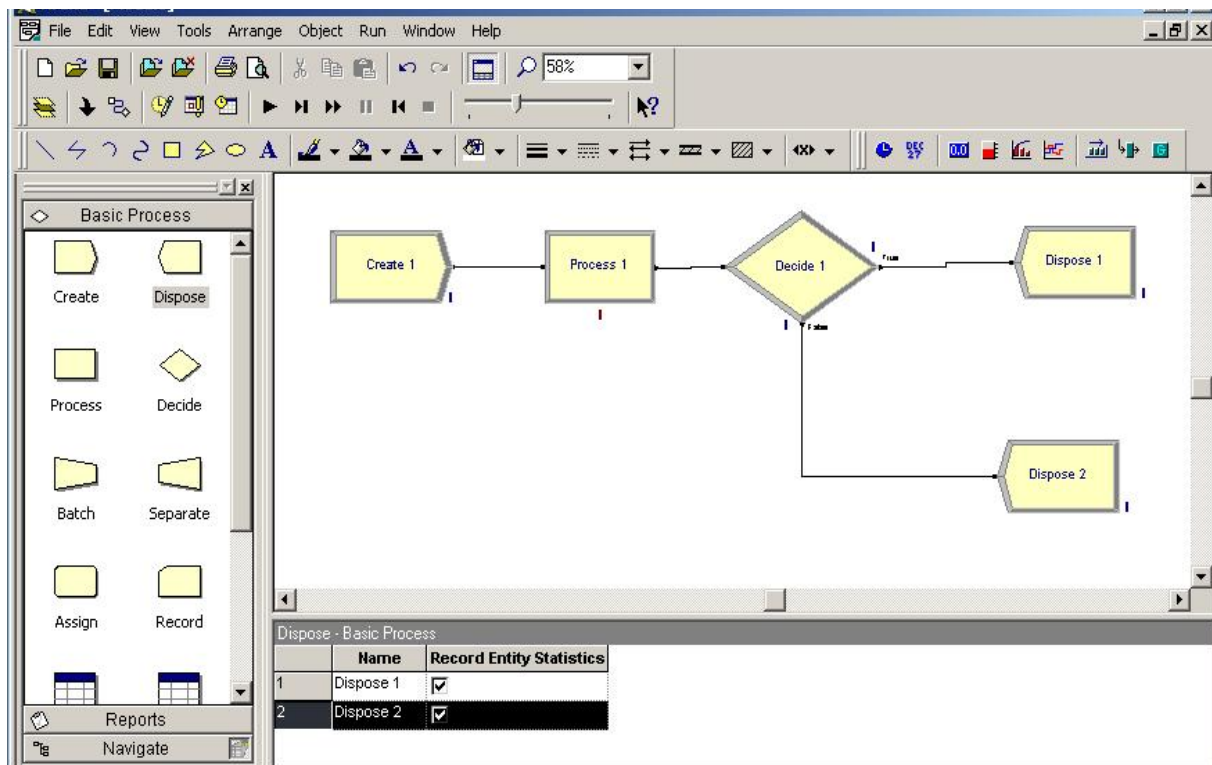 File Edit View Tools Arrange Object Run Window Help
58%
A A
0.0
Basic Process
Create Dispose
Process Decide
Batch Separate
Assign Record
Reports
Navigate
Create 1
Process 1
Decide 1
True
False
Dispose 1
Dispose 2
Dispose - Basic Process
Name Record Entity Statistics
1 Dispose 1
2 Dispose 2